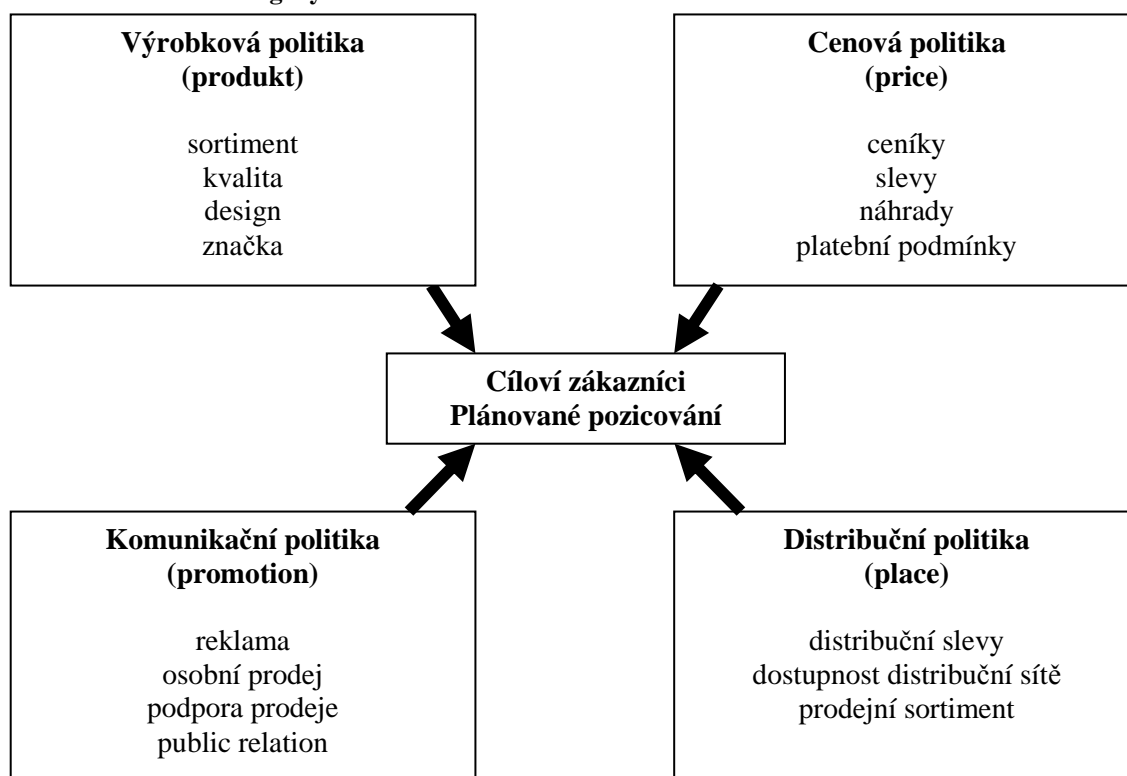 Výrobková politika
(produkt)
sortiment
kvalita
design
značka
Cenová politika
(price)
ceníky
slevy
náhrady
platební podmínky
Cíloví zákazníci
Plánované pozicování
Komunikační politika
(promotion)
reklama
osobní prodej
podpora prodeje
public relation
Distribuční politika
(place)
distribuční slevy
dostupnost distribuční sítě
prodejní sortiment